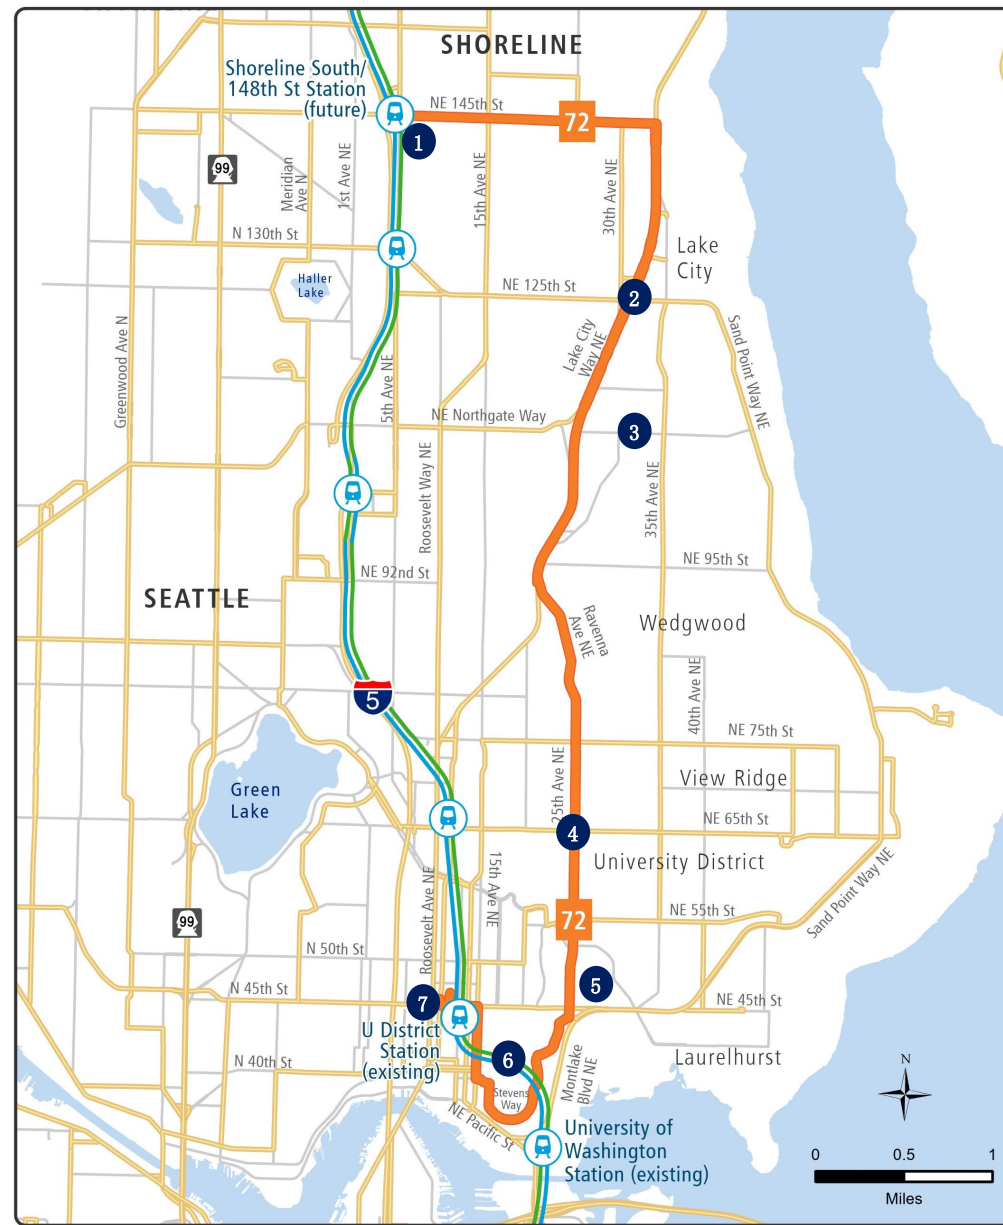 SHORELINE
Shoreline South/
148th St Station
(future)
NE 145th St
72
1
99
Meridian
Ave N
1st Ave NE
15th Ave NE
30th Ave NE
N 130th St
Lake
City
Haller
Lake
NE 125th St
2
Greenwood Ave N
5th Ave NE
Lake City
Way NE
Sand Point Way NE
NE Northgate Way
3
Roosevelt Way NE
35th Ave NE
NE 92nd St
NE 95th St
SEATTLE
Ravenna
Ave NE
Wedgwood
40th Ave NE
5
NE 75th St
25th Ave NE
View Ridge
Green
Lake
NE 65th St
4
University District
15th Ave NE
Roosevelt Ave NE
Sand Point Way NE
99
72
NE 55th St
N 50th St
5
N 45th St
7
NE 45th St
U District
Station
(existing)
6
Laurelhurst
N 40th St
Montlake
Blvd NE
Stevens
Way
NE Pacific St
N
University of
Washington
Station (existing)
0 0.5 1
Miles